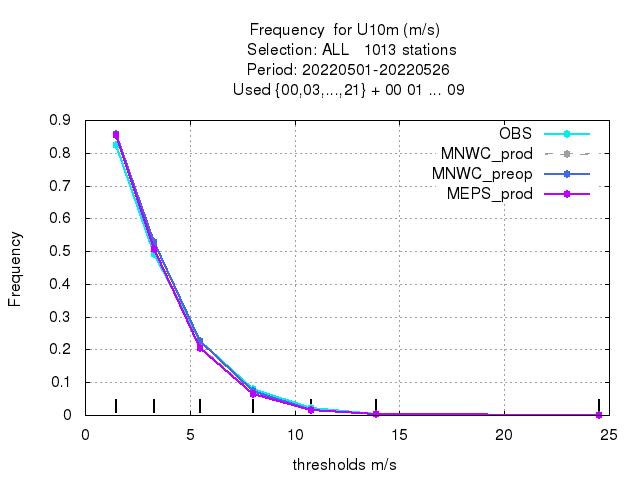 Frequency for U10m (m/s)
Selection: ALL 1013 stations
Period: 20220501-20220526
Used {00,03,...,21} + 00 01 ... 09
0.9
0.8
0.7
0.6
0.5
0.4
0.3
0.2
0.1
0
Frequency
OBS
MNWC_prod
MNWC_preop
MEPS_prod
0 5 10 15 20 25
thresholds m/s